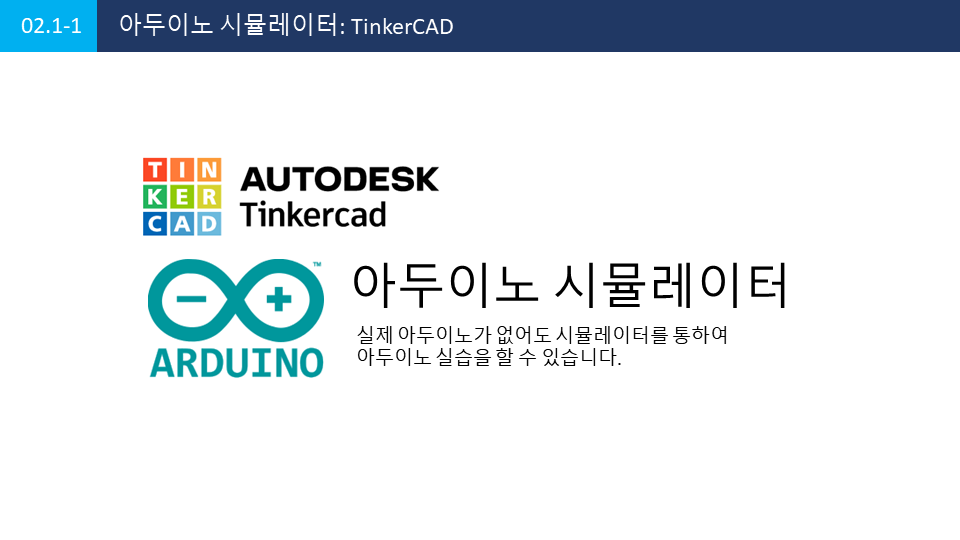 02.1-1
아두이노 시뮬레이터: TinkerCAD
TIN
KER
CAD
AUTODESK
Tinkercad
ARDUINO
TM
아두이노 시뮬레이터
실제 아두이노가 없어도 시뮬레이터를 통하여
아두이노 실습을 할 수 있습니다.